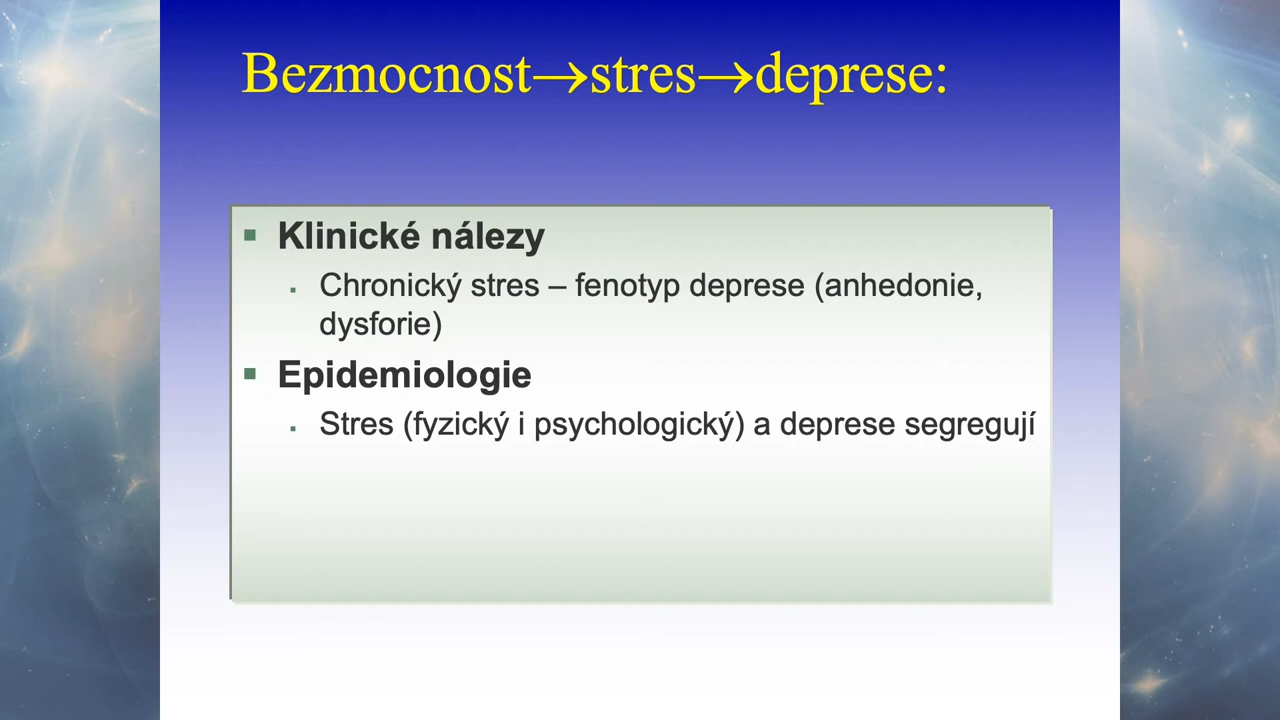 Bezmocnost→stres→deprese:
▪ Klinické nálezy
▪ Chronický stres – fenotyp deprese (anhedonie,
dysforie)
▪ Epidemiologie
▪ Stres (fyzický i psychologický) a deprese segregují